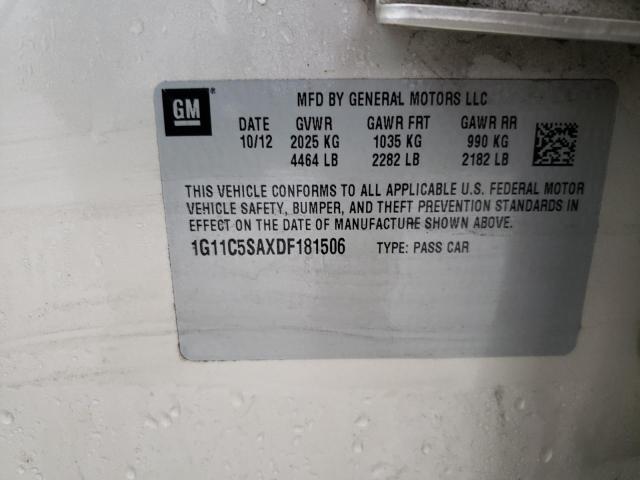 GM
MFD BY GENERAL MOTORS LLC
DATE GVWR GAWR FRT GAWR RR
10/12 2025 KG 1035 KG 990 KG
4464 LB 2282 LB 2182 LB
THIS VEHICLE CONFORMS TO ALL APPLICABLE U.S. FEDERAL MOTOR
VEHICLE SAFETY, BUMPER, AND THEFT PREVENTION STANDARDS IN
EFFECT ON THE DATE OF MANUFACTURE SHOWN ABOVE.
1G11C5SAXDF181506 TYPE: PASS CAR